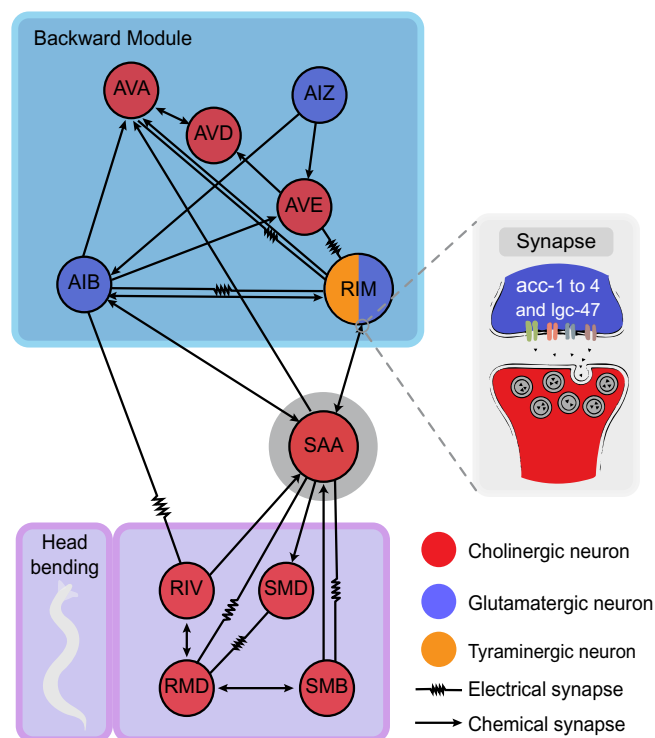 Backward Module
AVA
AIZ
AVD
AVE
AIB
RIM
Synapse
acc-1 to 4
and lgc-47
SAA
Head
bending
RIV
SMD
RMD
SMB
Cholinergic neuron
Glutamatergic neuron
Tyraminergic neuron
Electrical synapse
Chemical synapse